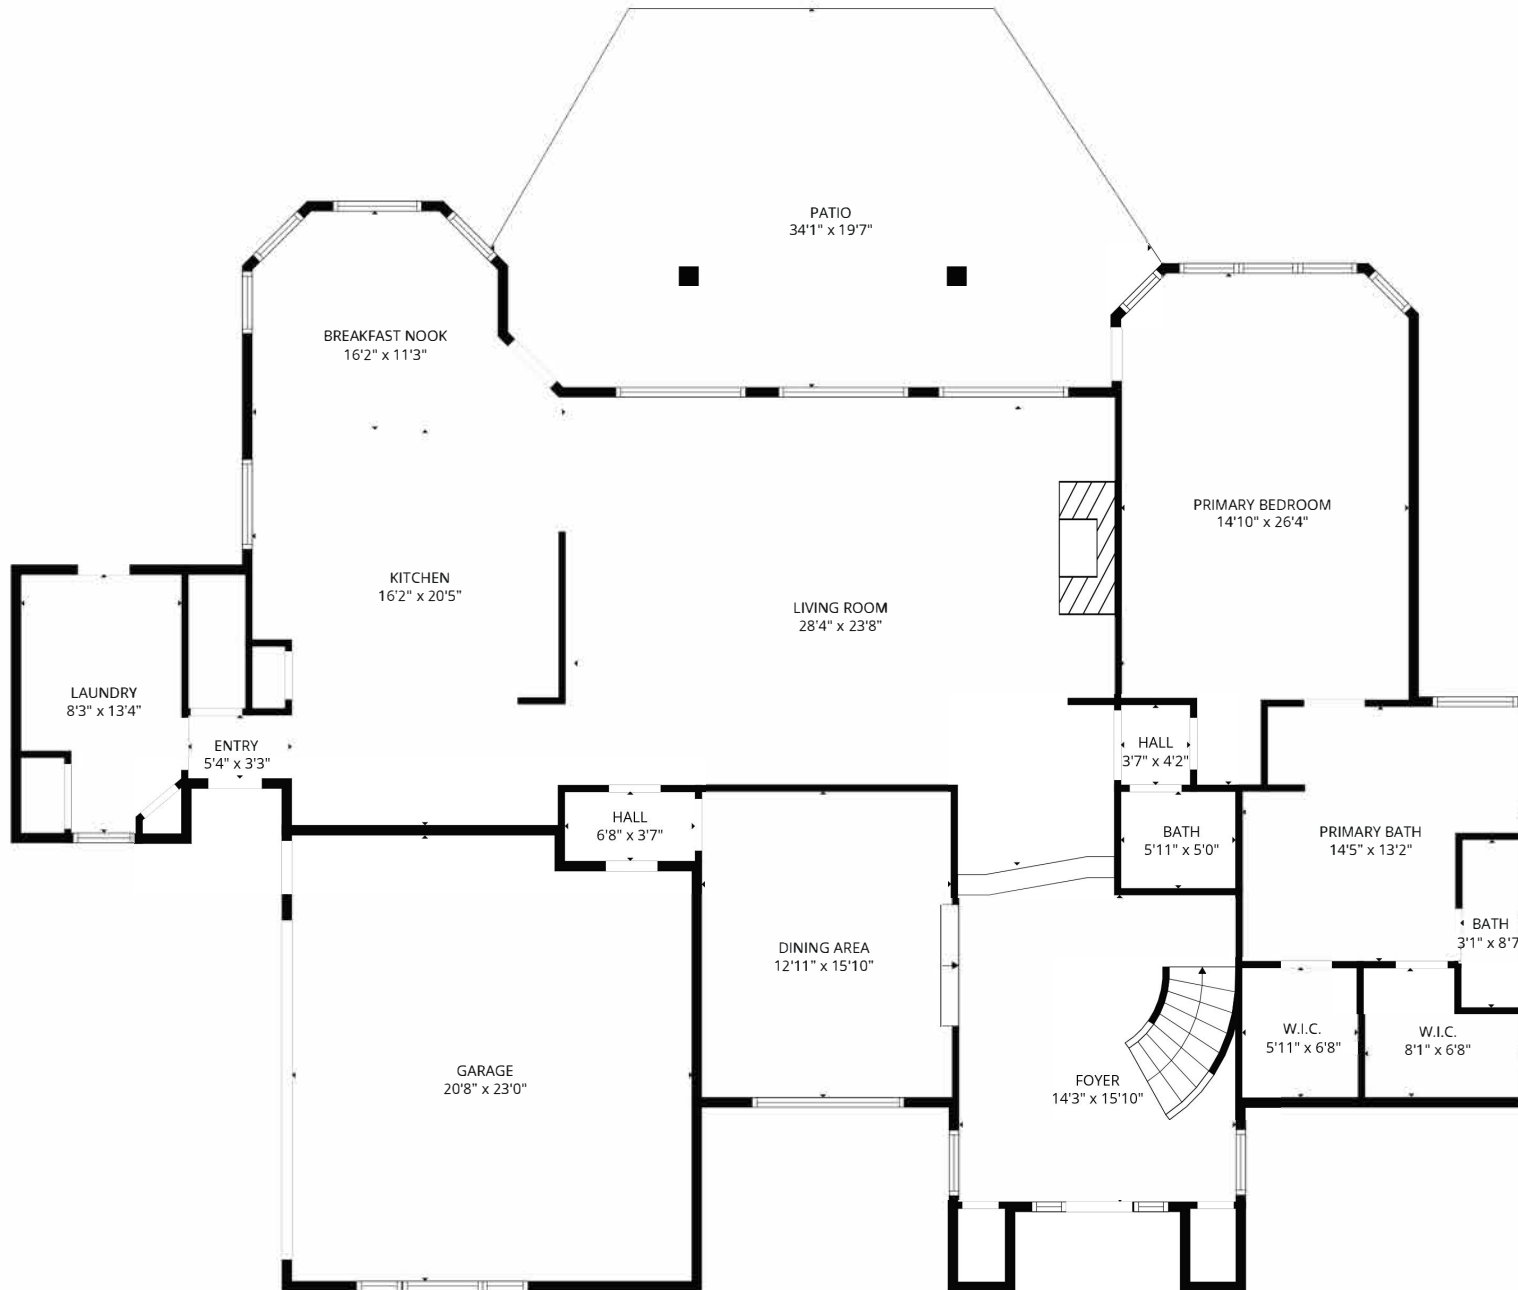 PATIO
34'1" x 19'7"
BREAKFAST NOOK
16'2" x 11'3"
PRIMARY BEDROOM
14'10" x 26'4"
KITCHEN
16'2" x 20'5"
LIVING ROOM
28'4" x 23'8"
LAUNDRY
8'3" x 13'4"
ENTRY
5'4" x 3'3"
HALL
3'7" x 4'2"
HALL
6'8" x 3'7"
BATH
5'11" x 5'0"
PRIMARY BATH
14'5" x 13'2"
BATH
3'1" x 8'7
DINING AREA
12'11" x 15'10"
W.I.C.
5'11" x 6'8"
W.I.C.
8'1" x 6'8"
GARAGE
20'8" x 23'0"
FOYER
14'3" x 15'10"